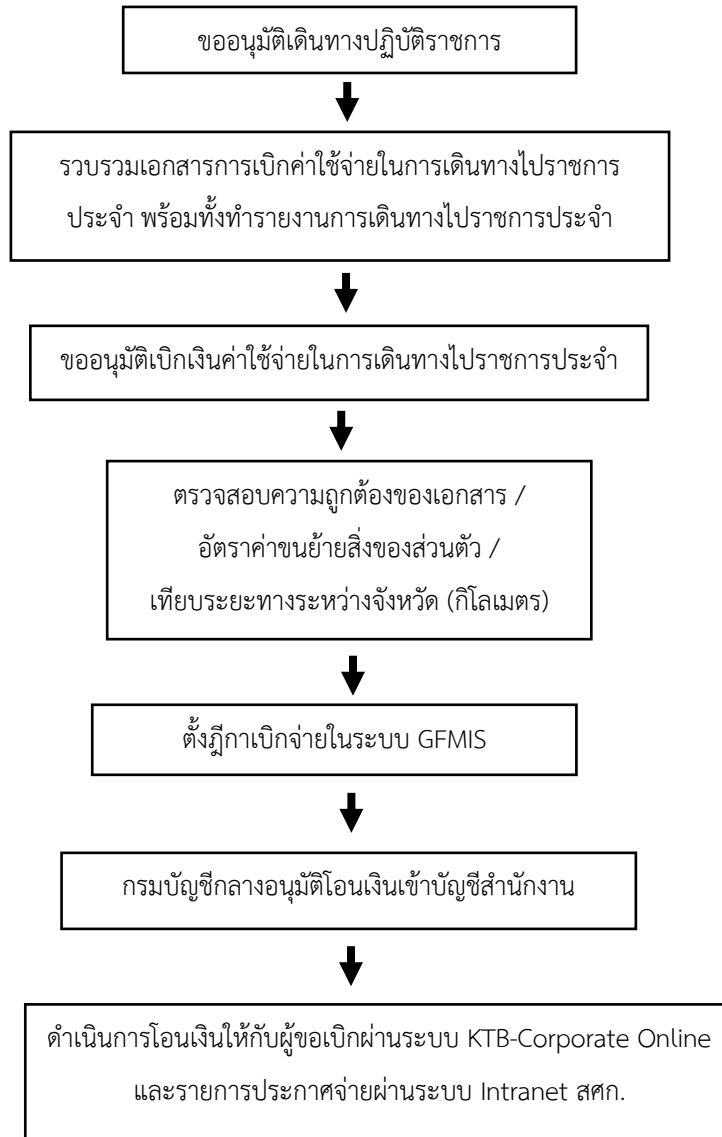 ขออนุมัติเดินทางปฏิบัติราชการ
รวบรวมเอกสารการเบิกค่าใช้จ่ายในการเดินทางไปราชการ
ประจำ พร้อมทั้งทำรายงานการเดินทางไปราชการประจำ
ขออนุมัติเบิกเงินค่าใช้จ่ายในการเดินทางไปราชการประจำ
ตรวจสอบความถูกต้องของเอกสาร /
อัตราค่าขนย้ายสิ่งของส่วนตัว /
เทียบระยะทางระหว่างจังหวัด (กิโลเมตร)
ตั้งฎีกาเบิกจ่ายในระบบ GFMIS
กรมบัญชีกลางอนุมัติโอนเงินเข้าบัญชีสำนักงาน
ดำเนินการโอนเงินให้กับผู้ขอเบิกผ่านระบบ KTB-Corporate Online
และรายการประกาศจ่ายผ่านระบบ Intranet สศก.